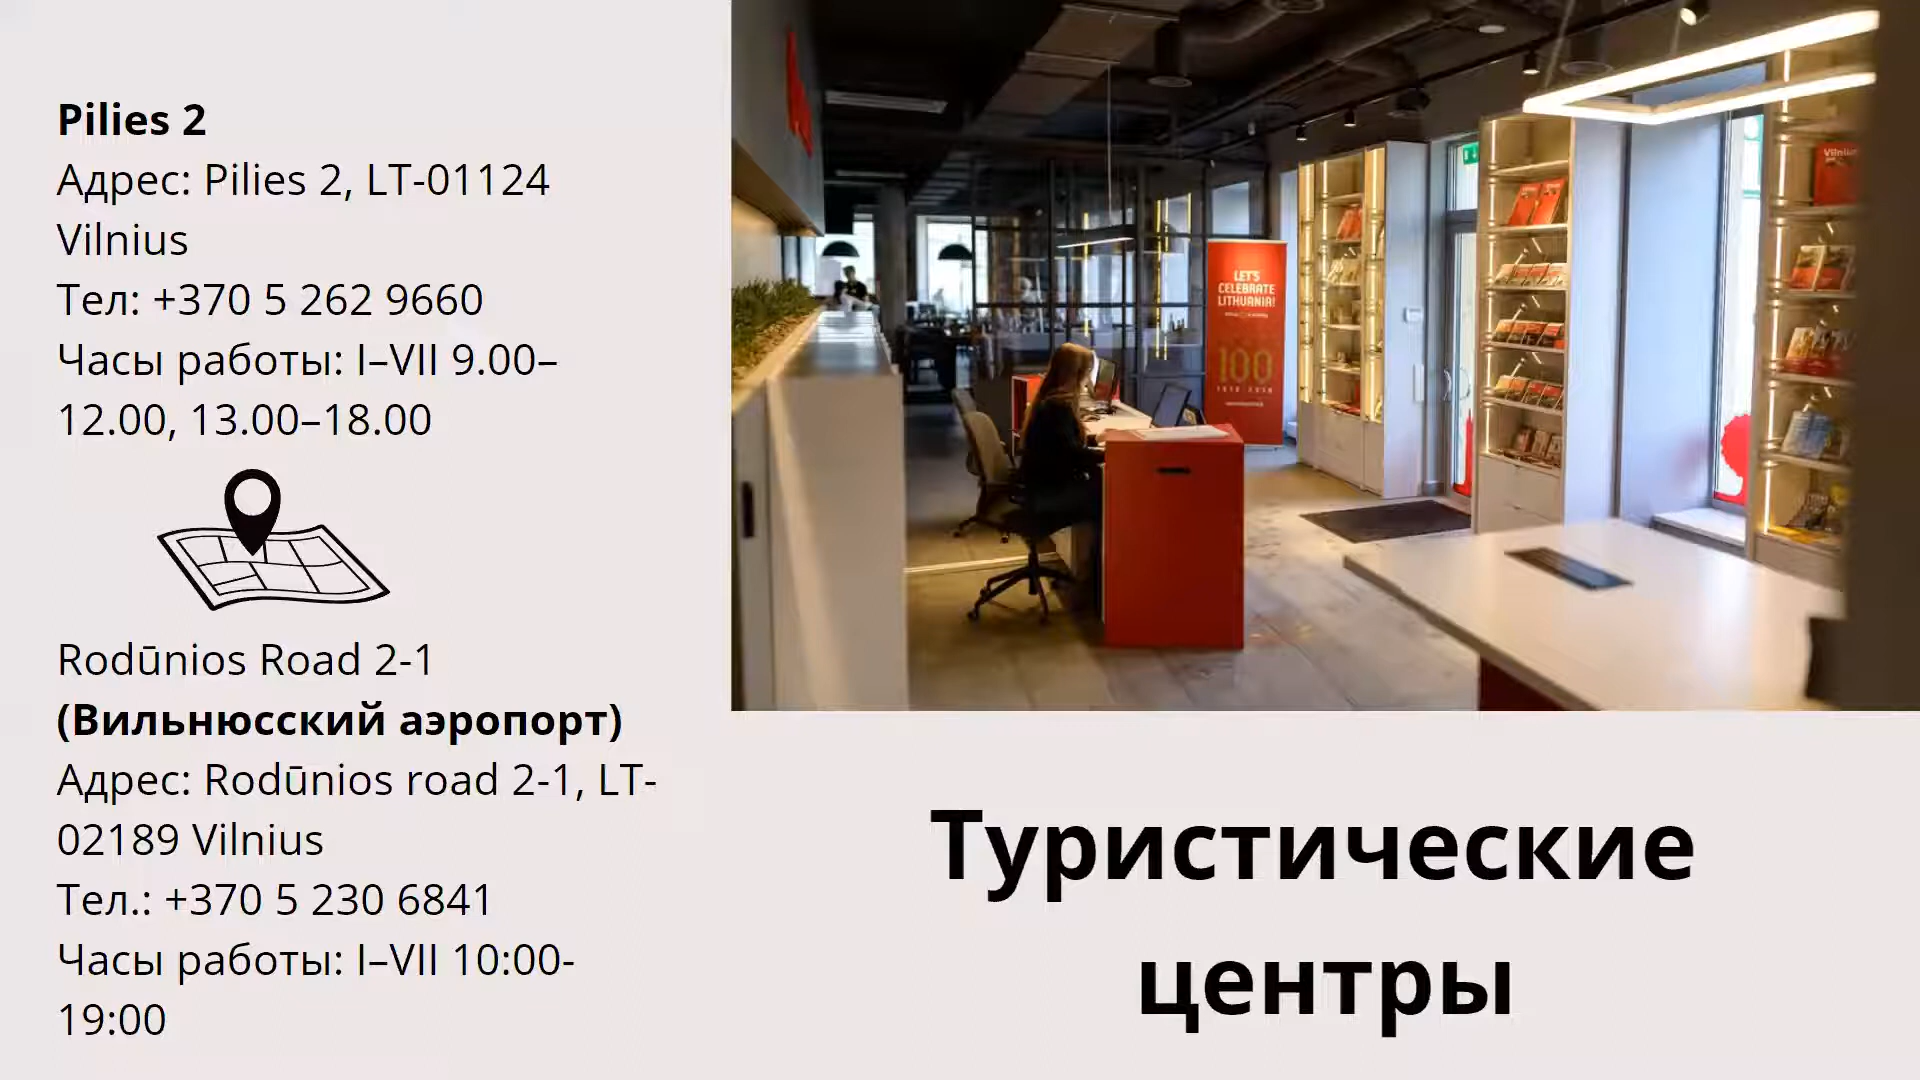 Pilies 2
Адрес: Pilies 2, LT-01124
Vilnius
Тел: +370 5 262 9660
Часы работы: I–VII 9.00–
12.00, 13.00–18.00
Rodūnios Road 2-1
(Вильнюсский аэропорт)
Адрес: Rodūnios road 2-1, LT-
02189 Vilnius
Тел.: +370 5 230 6841
Часы работы: I–VII 10:00-
19:00
LET'S
CELEBRATE
LITHUANIA!
100
Vilnius
Туристические
центры